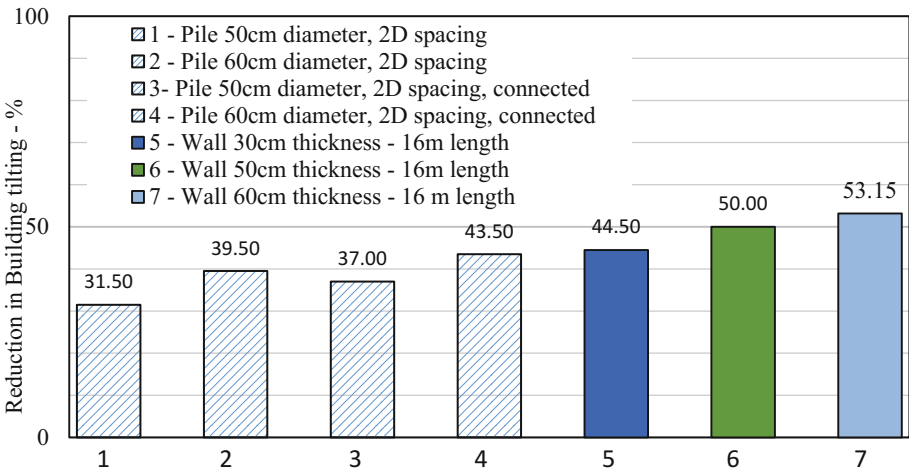 Reduction in Building tilting - %
100
50
0
1 - Pile 50cm diameter, 2D spacing
2 - Pile 60cm diameter, 2D spacing
3- Pile 50cm diameter, 2D spacing, connected
4 - Pile 60cm diameter, 2D spacing, connected
5 - Wall 30cm thickness - 16m length
6 - Wall 50cm thickness - 16m length
7 - Wall 60cm thickness - 16 m length
31.50
39.50
37.00
43.50
44.50
50.00
53.15
1 2 3 4 5 6 7